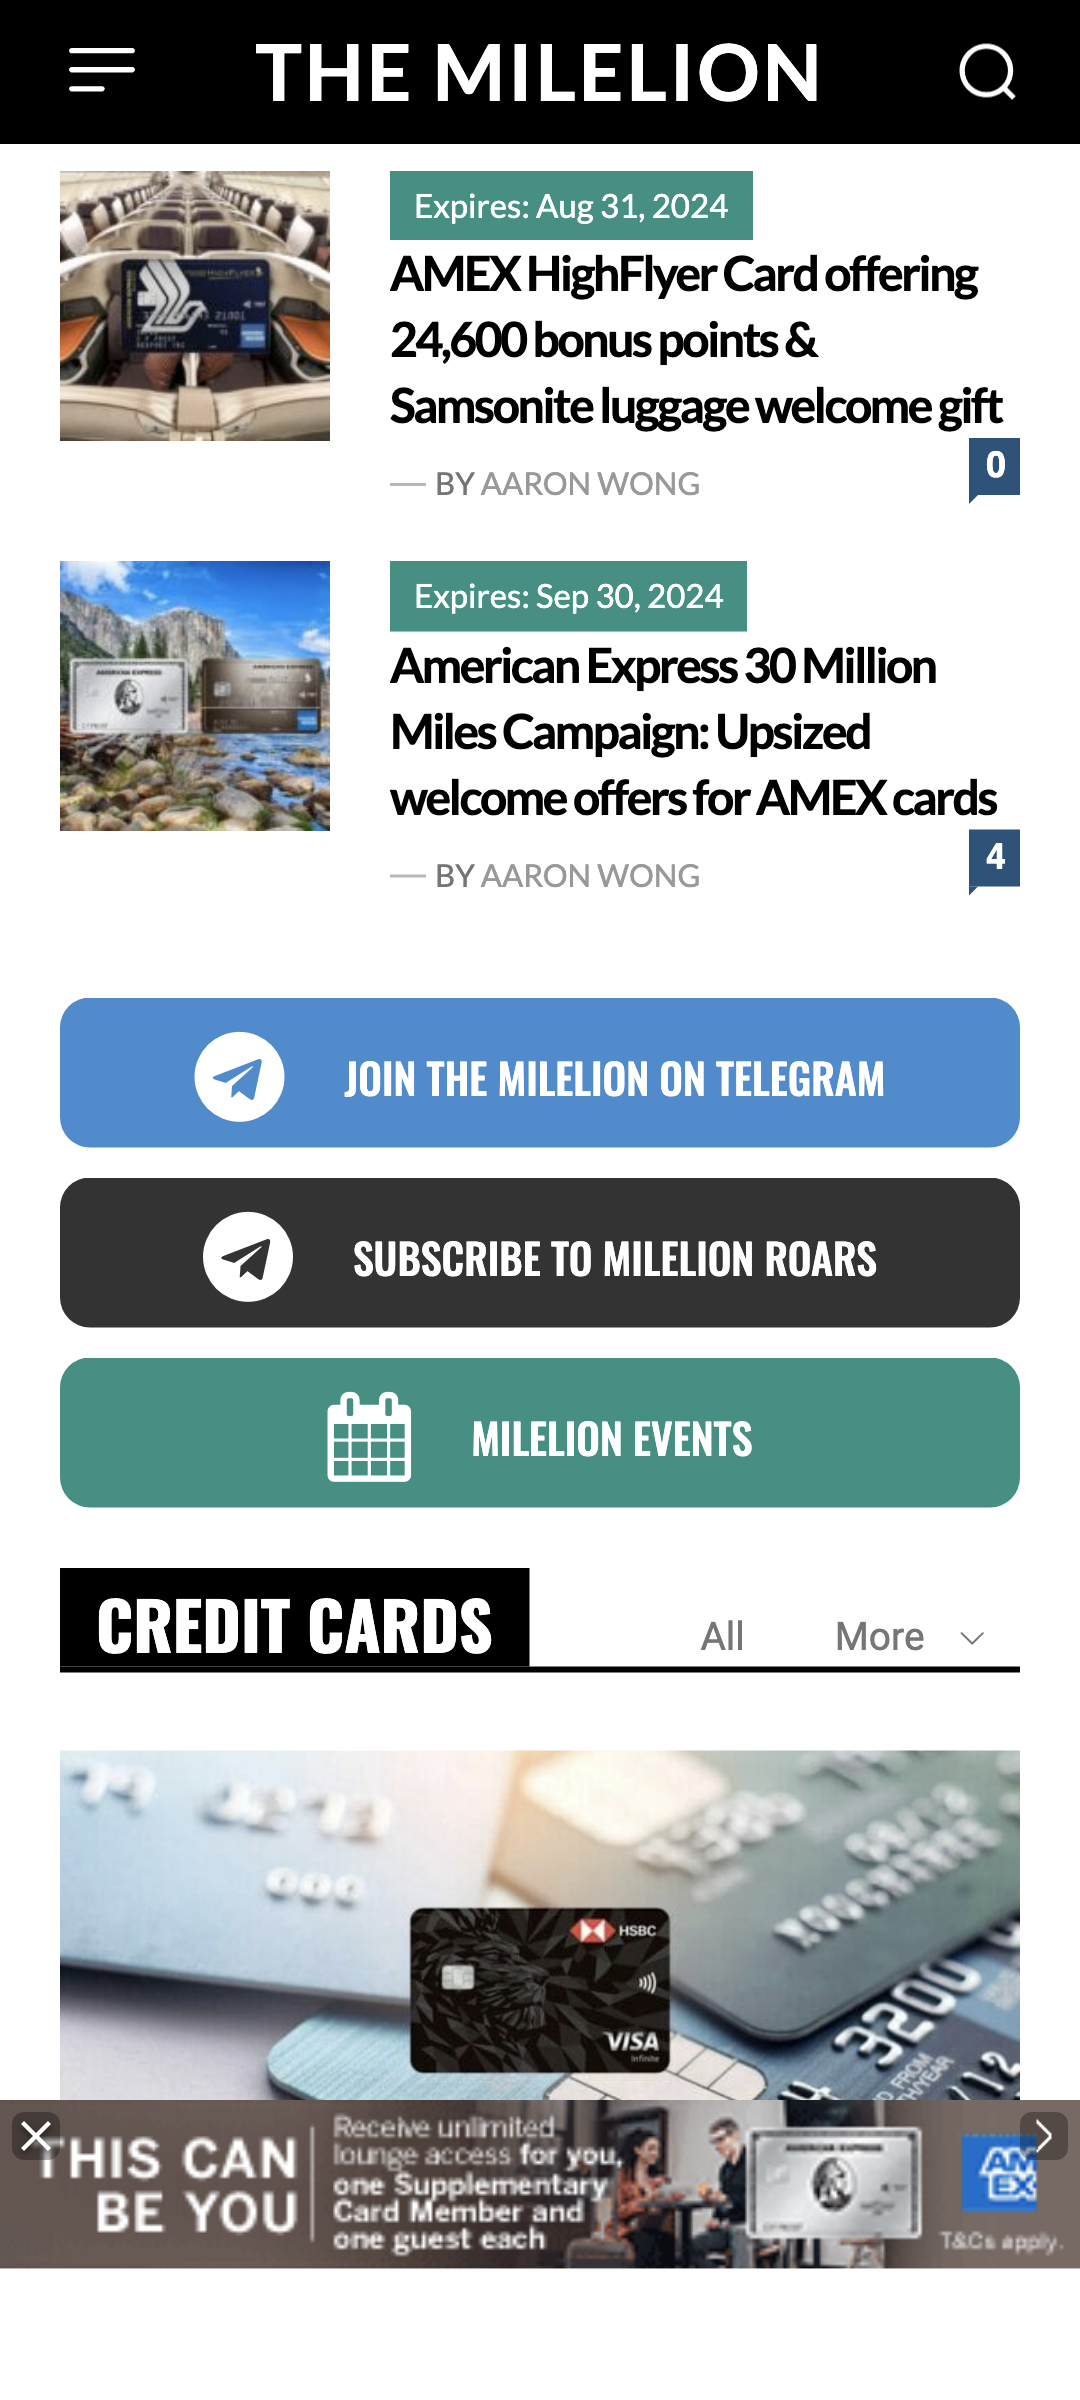 THE MILELION
Expires: Aug 31, 2024
AMEX HighFlyer Card offering
24,600 bonus points &
Samsonite luggage welcome gift
0
— BY AARON WONG
Expires: Sep 30, 2024
American Express 30 Million
Miles Campaign: Upsized
welcome offers for AMEX cards
4
— BY AARON WONG
JOIN THE MILELION ON TELEGRAM
SUBSCRIBE TO MILELION ROARS
MILELION EVENTS
CREDIT CARDS
All
More
HSBC
VISA
Infinite
3200
THIS CAN
BE YOU
Receive unlimited
lounge access for you,
one Supplementary
Card Member and
one guest each
AMERICAN EXPRESS
AM
EX
T&Cs apply.